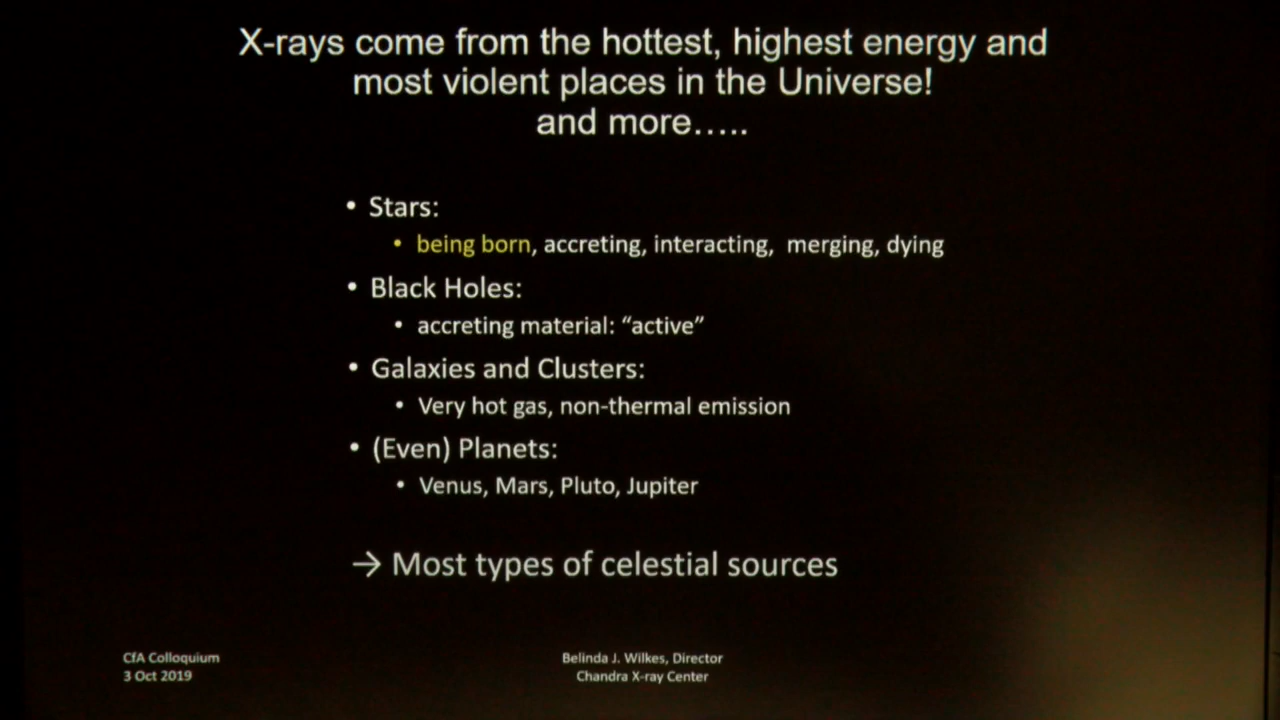 X-rays come from the hottest, highest energy and
most violent places in the Universe!
and more.....
• Stars:
• being born, accreting, interacting, merging, dying
• Black Holes:
• accreting material: “active”
• Galaxies and Clusters:
• Very hot gas, non-thermal emission
• (Even) Planets:
• Venus, Mars, Pluto, Jupiter
→ Most types of celestial sources
CfA Colloquium
3 Oct 2019
Belinda J. Wilkes, Director
Chandra X-ray Center